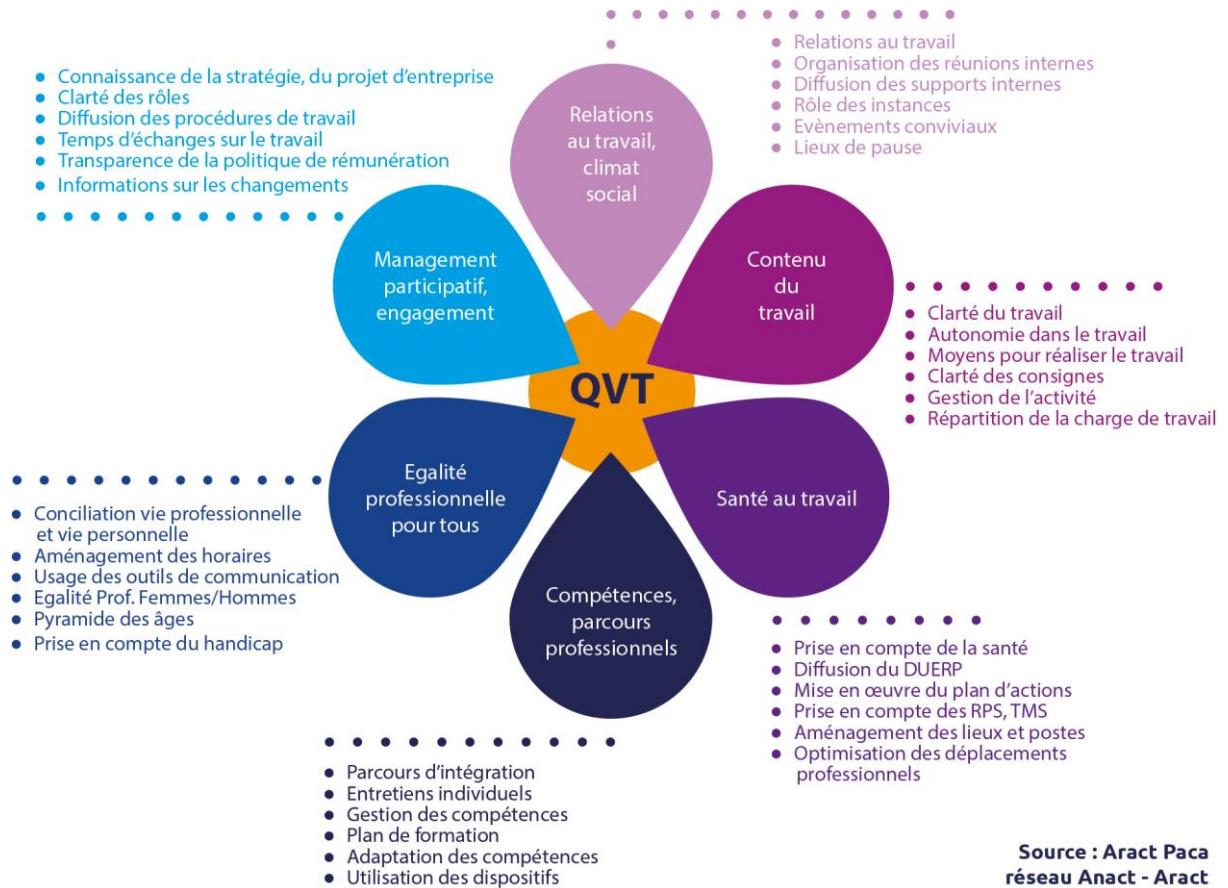 Relations
au travail,
climat
social
Relations au travail
Organisation des réunions internes
Diffusion des supports internes
Rôle des instances
Evènements conviviaux
Lieux de pause
Connaissance de la stratégie, du projet d'entreprise
Clarté des rôles
Diffusion des procédures de travail
Temps d'échanges sur le travail
Transparence de la politique de rémunération
Informations sur les changements
Management
participatif,
engagement
Contenu
du
travail
Clarté du travail
Autonomie dans le travail
Moyens pour réaliser le travail
Clarté des consignes
Gestion de l'activité
Répartition de la charge de travail
QVT
Egalité
professionnelle
pour tous
Conciliation vie professionnelle
et vie personnelle
Aménagement des horaires
Usage des outils de communication
Egalité Prof. Femmes/Hommes
Pyramide des âges
Prise en compte du handicap
Santé au travail
Prise en compte de la santé
Diffusion du DUERP
Mise en œuvre du plan d'actions
Prise en compte des RPS, TMS
Aménagement des lieux et postes
Optimisation des déplacements
professionnels
Compétences,
parcours
professionnels
Parcours d'intégration
Entretiens individuels
Gestion des compétences
Plan de formation
Adaptation des compétences
Utilisation des dispositifs
Source : Aract Paca
réseau Anact - Aract